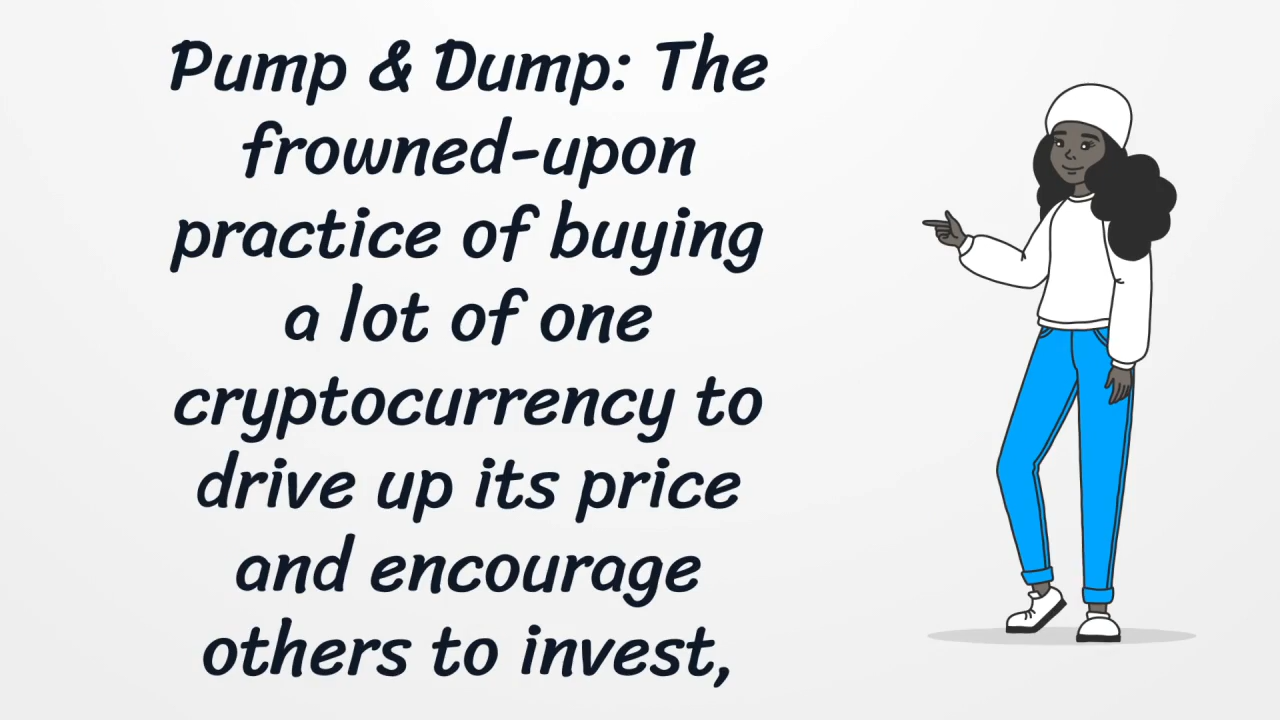 Pump & Dump: The
frowned-upon
practice of buying
a lot of one
cryptocurrency to
drive up its price
and encourage
others to invest,